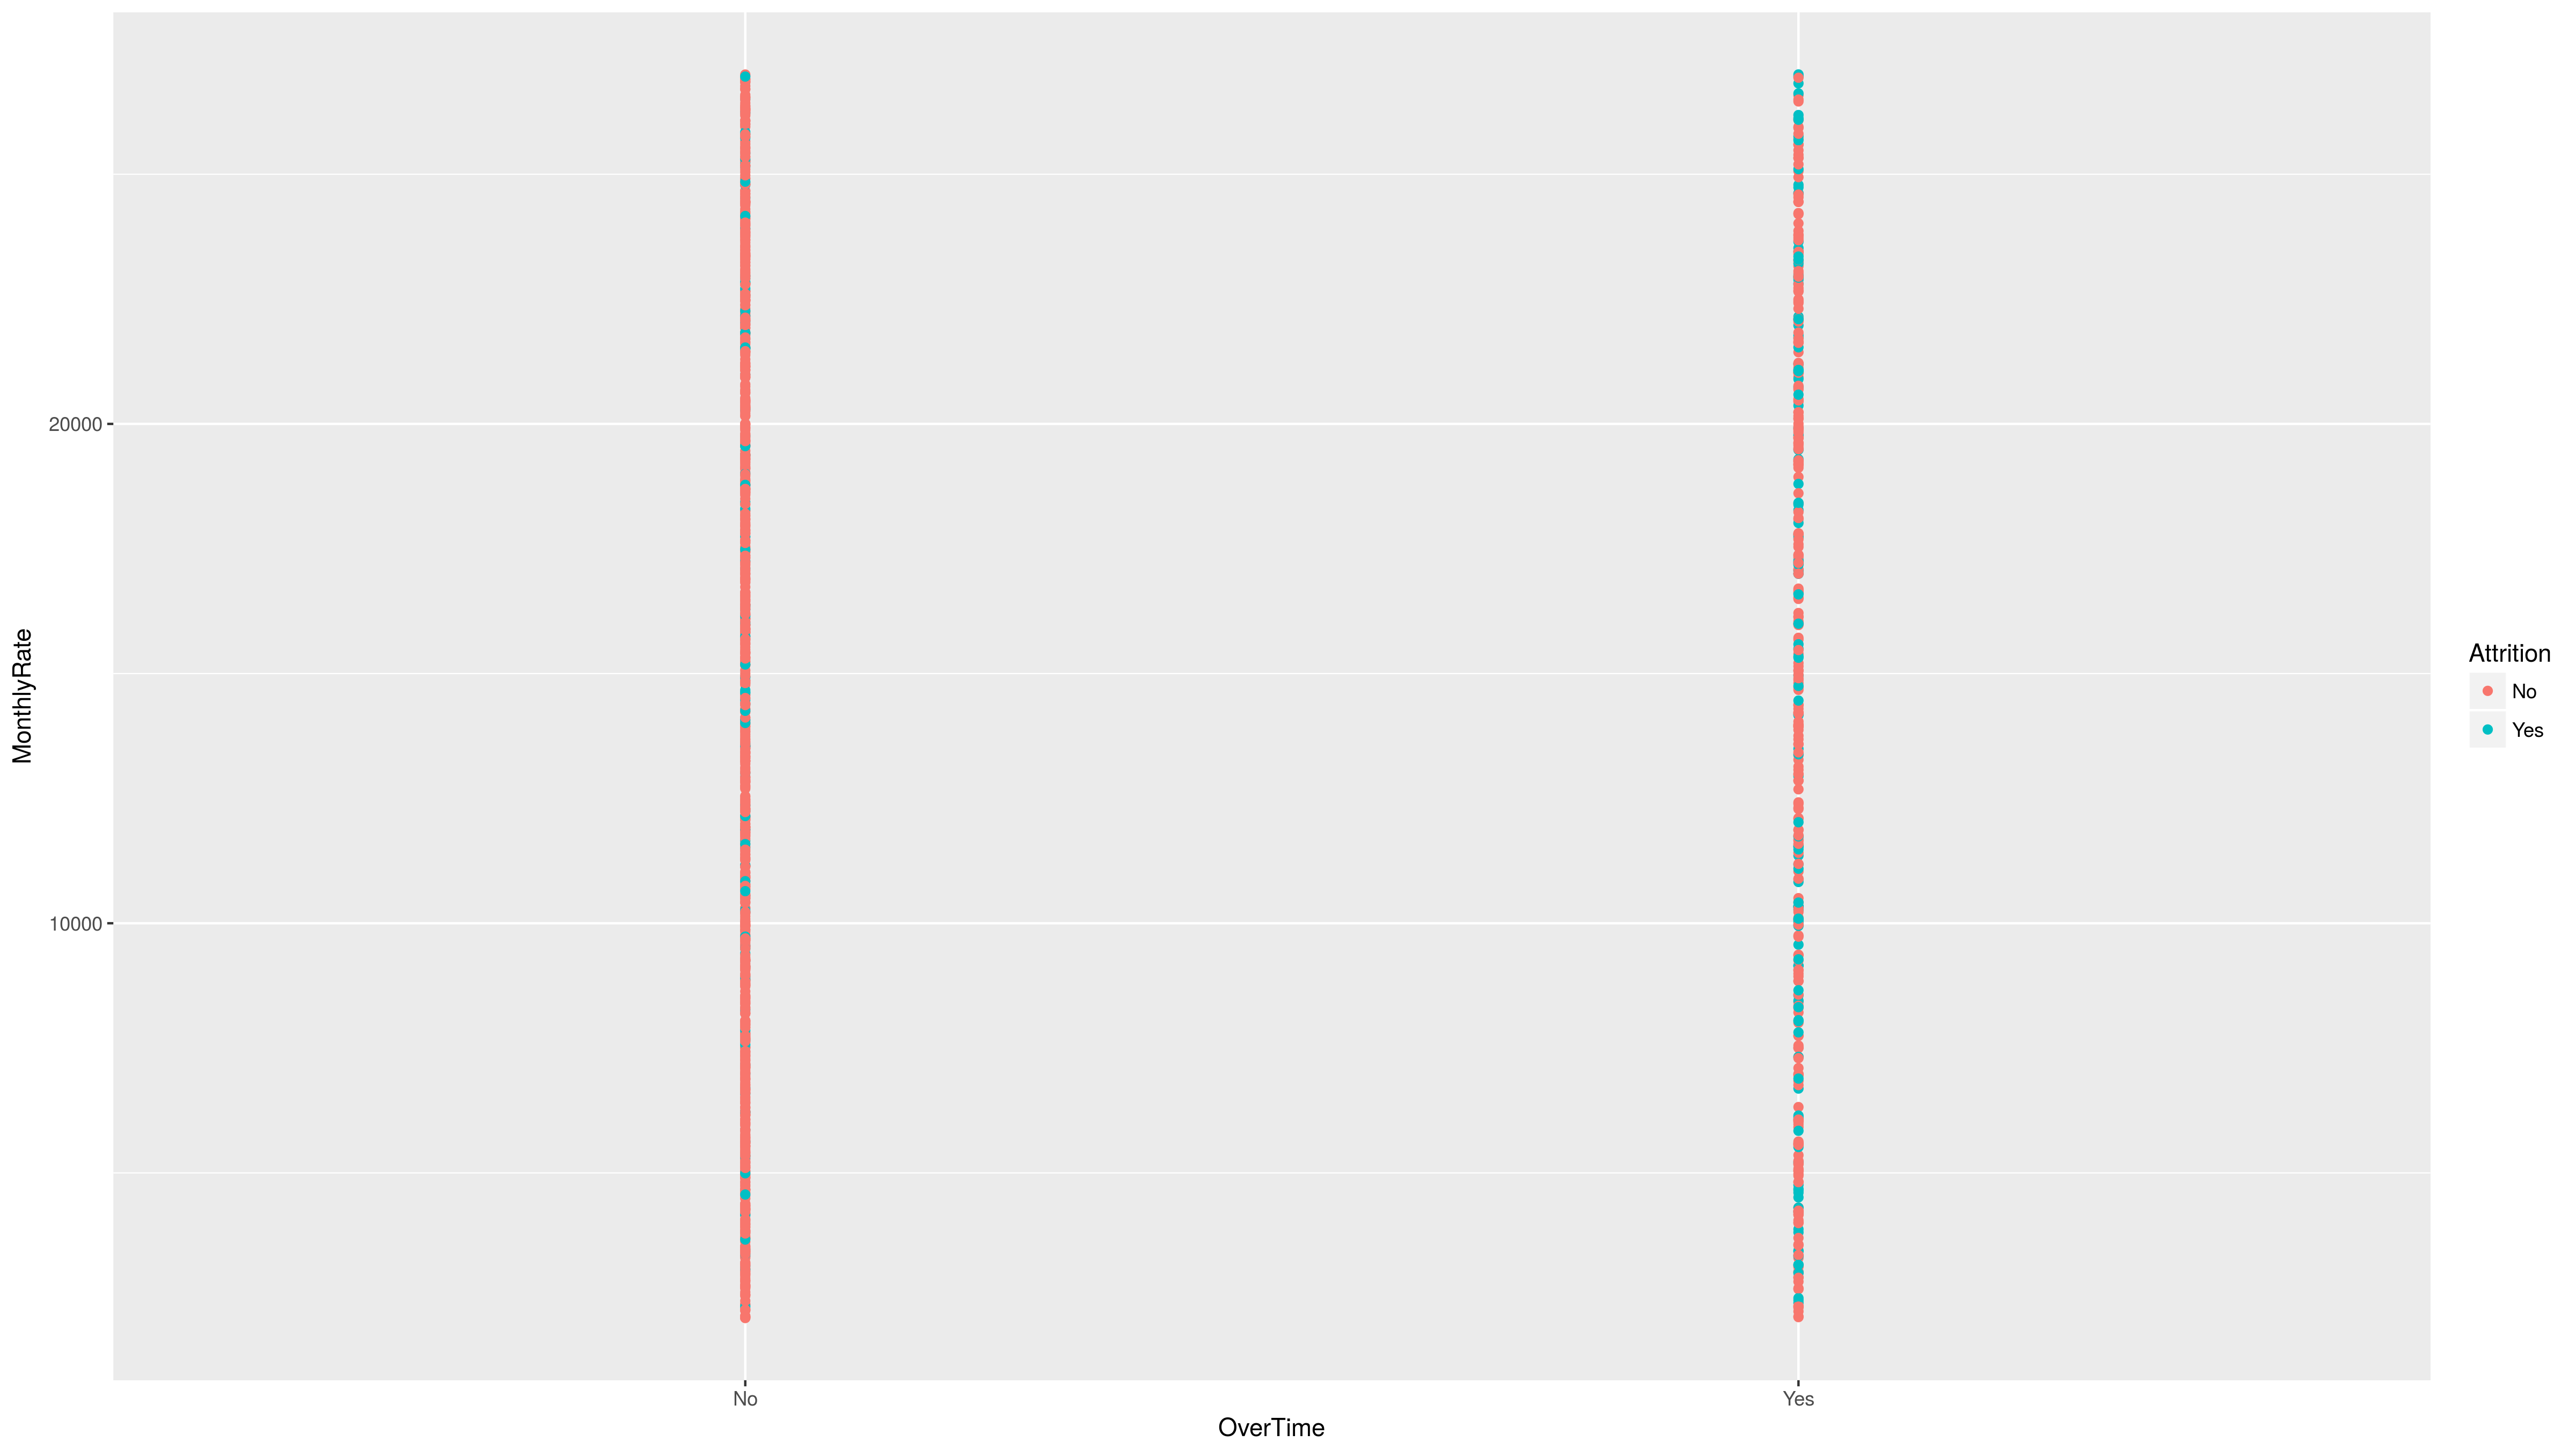 20000
10000
MonthlyRate
No
Yes
OverTime
Attrition
No
Yes